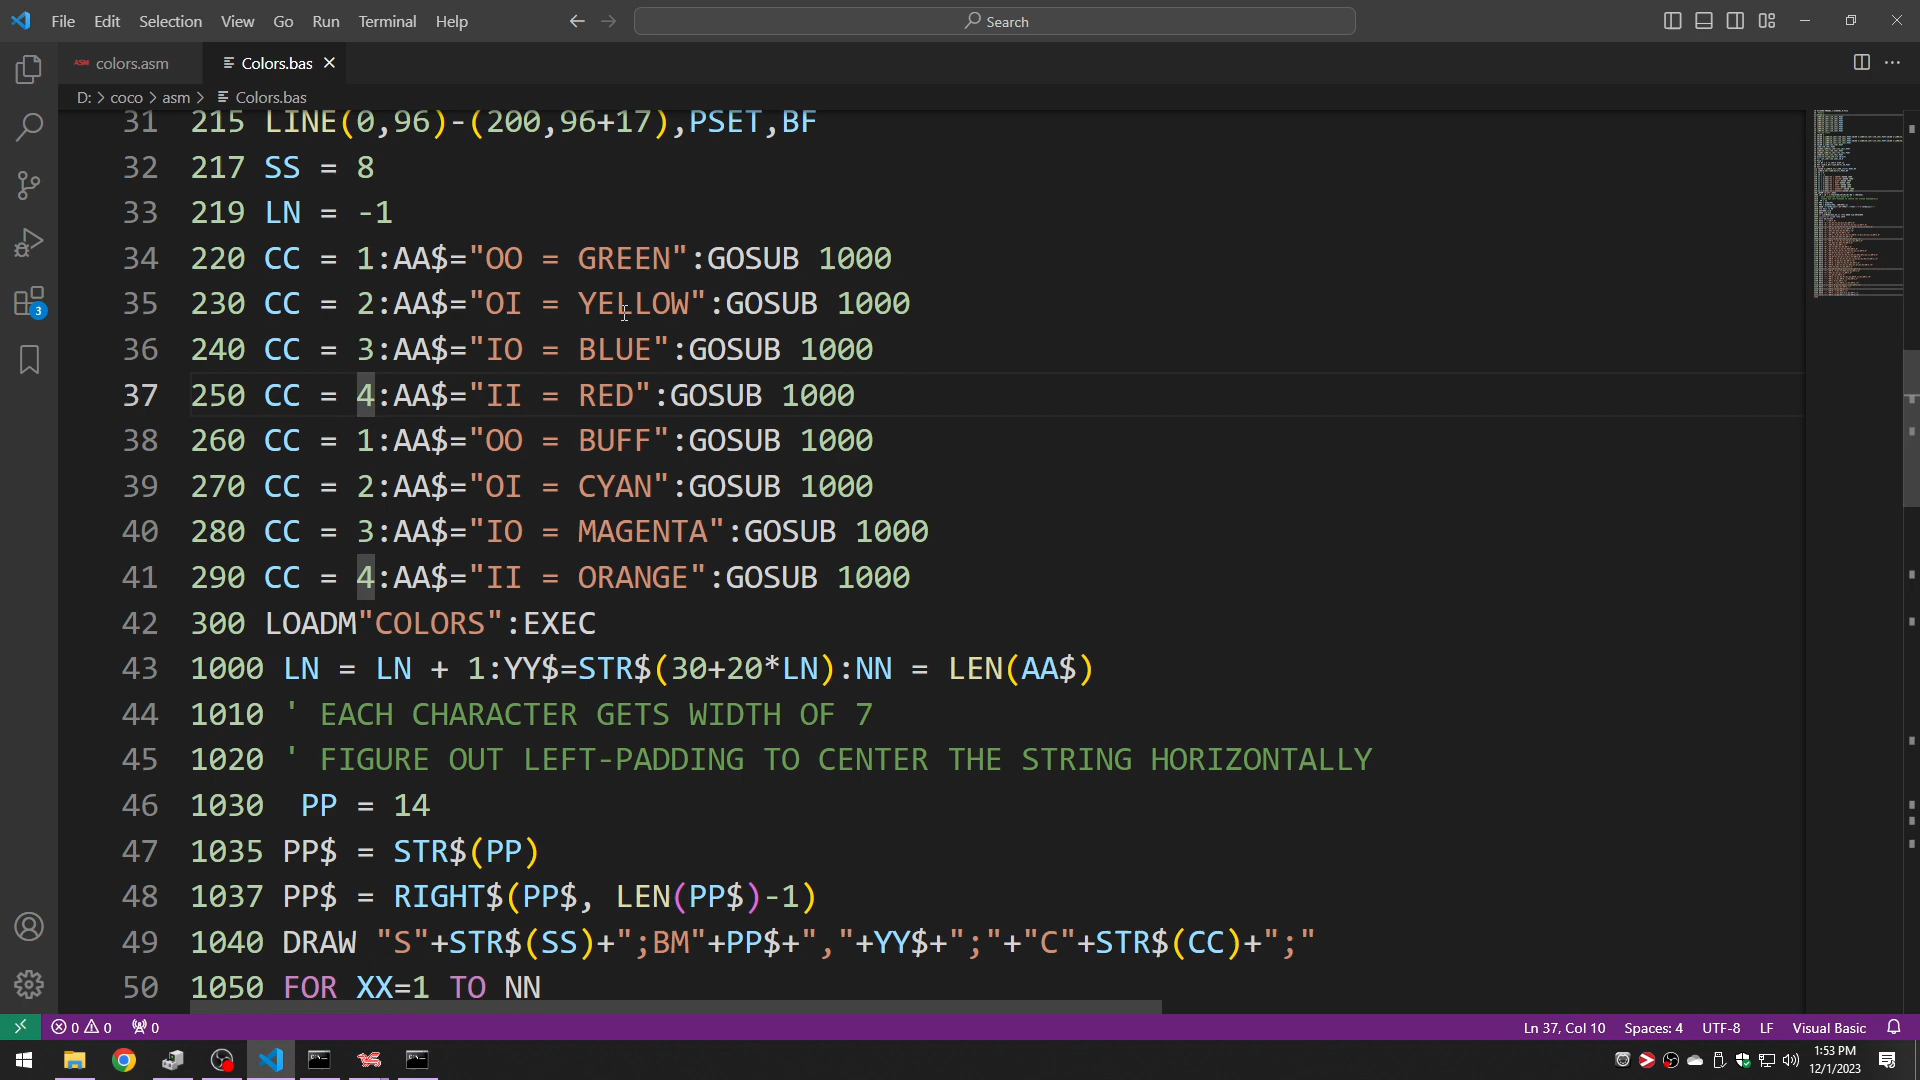 File Edit Selection View Go Run Terminal Help
Search
ASM colors.asm
Colors.bas
D: > coco > asm > Colors.bas
31 215 LINE(0,96)-(200,96+17),PSET,BF
32 217 SS = 8
33 219 LN = -1
34 220 CC = 1:AA$="OO = GREEN":GOSUB 1000
35 230 CC = 2:AA$="OI = YELLOW":GOSUB 1000
36 240 CC = 3:AA$="IO = BLUE":GOSUB 1000
37 250 CC = 4:AA$="II = RED":GOSUB 1000
38 260 CC = 1:AA$="OO = BUFF":GOSUB 1000
39 270 CC = 2:AA$="OI = CYAN":GOSUB 1000
40 280 CC = 3:AA$="IO = MAGENTA":GOSUB 1000
41 290 CC = 4:AA$="II = ORANGE":GOSUB 1000
42 300 LOADM"COLORS":EXEC
43 1000 LN = LN + 1:YY$=STR$(30+20*LN):NN = LEN(AA$)
44 1010 ' EACH CHARACTER GETS WIDTH OF 7
45 1020 ' FIGURE OUT LEFT-PADDING TO CENTER THE STRING HORIZONTALLY
46 1030  PP = 14
47 1035 PP$ = STR$(PP)
48 1037 PP$ = RIGHT$(PP$, LEN(PP$)-1)
49 1040 DRAW "S"+STR$(SS)+";BM"+PP$+","+YY$+";"+"C"+STR$(CC)+";"
50 1050 FOR XX=1 TO NN
3
0 0 0
Ln 37, Col 10 Spaces: 4 UTF-8 LF Visual Basic
1:53 PM
12/1/2023